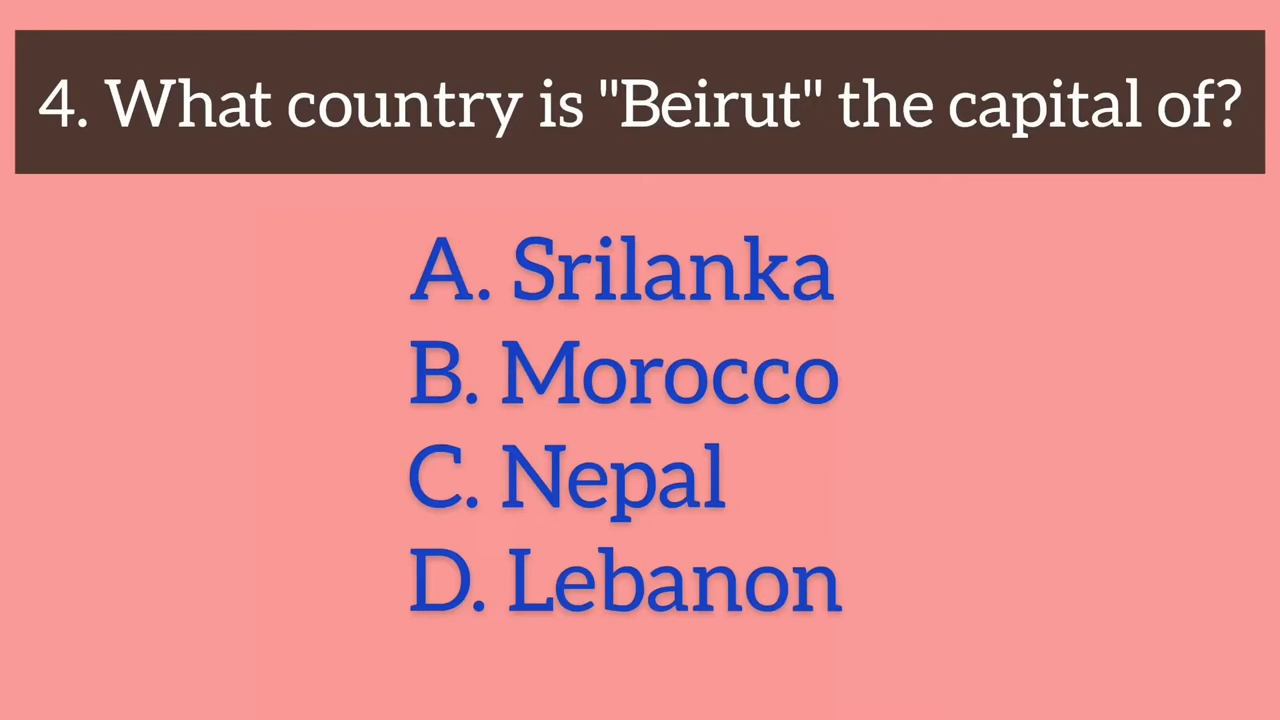 4. What country is "Beirut" the capital of?
A. Srilanka
B. Morocco
C. Nepal
D. Lebanon